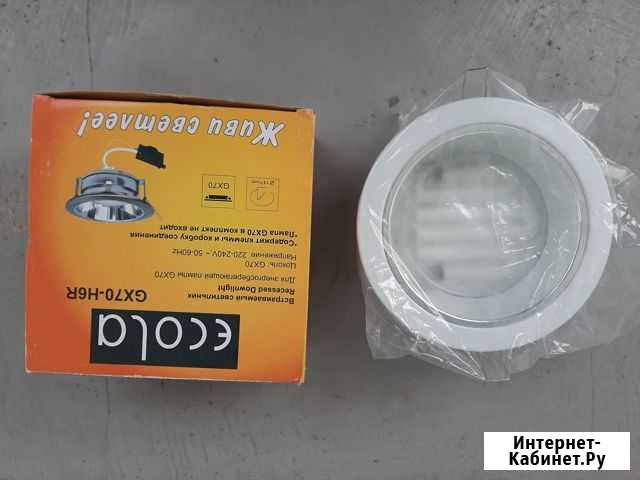 ecola
GX70-H6R
Встраиваемый светильник
Recessed Downlight
Для энергосберегающей лампы GX70
Цоколь: GX70
Напряжение: 220-240V ~ 50-60Hz
*Содержит клеммы и коробку соединения
*Лампа GX70 в комплект не входит
GX70
Живи светлее!
Интернет-
Кабинет.Ру